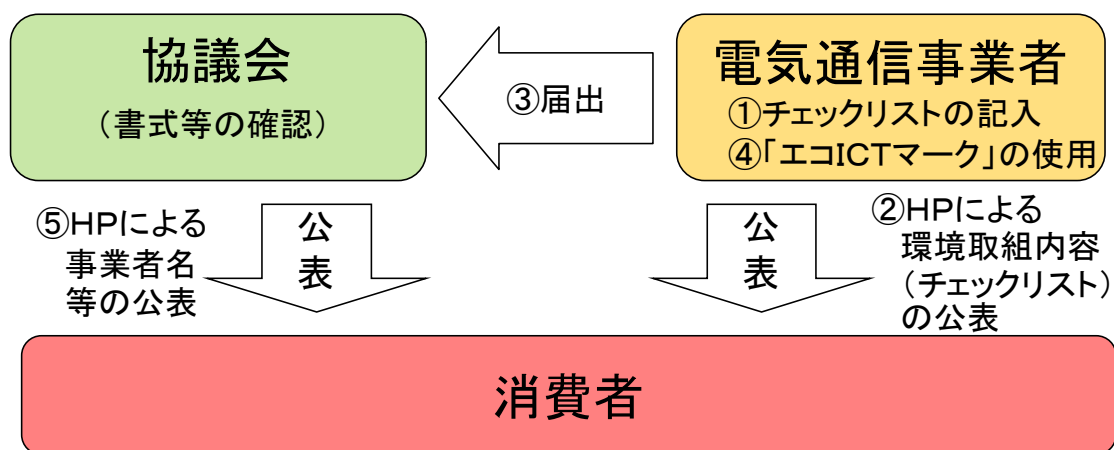 協議会
（書式等の確認）
③届出
電気通信事業者
①チェックリストの記入
④「エコICTマーク」の使用
⑤HPによる
事業者名
等の公表
公
表
公
表
②HPによる
環境取組内容
（チェックリスト）
の公表
消費者